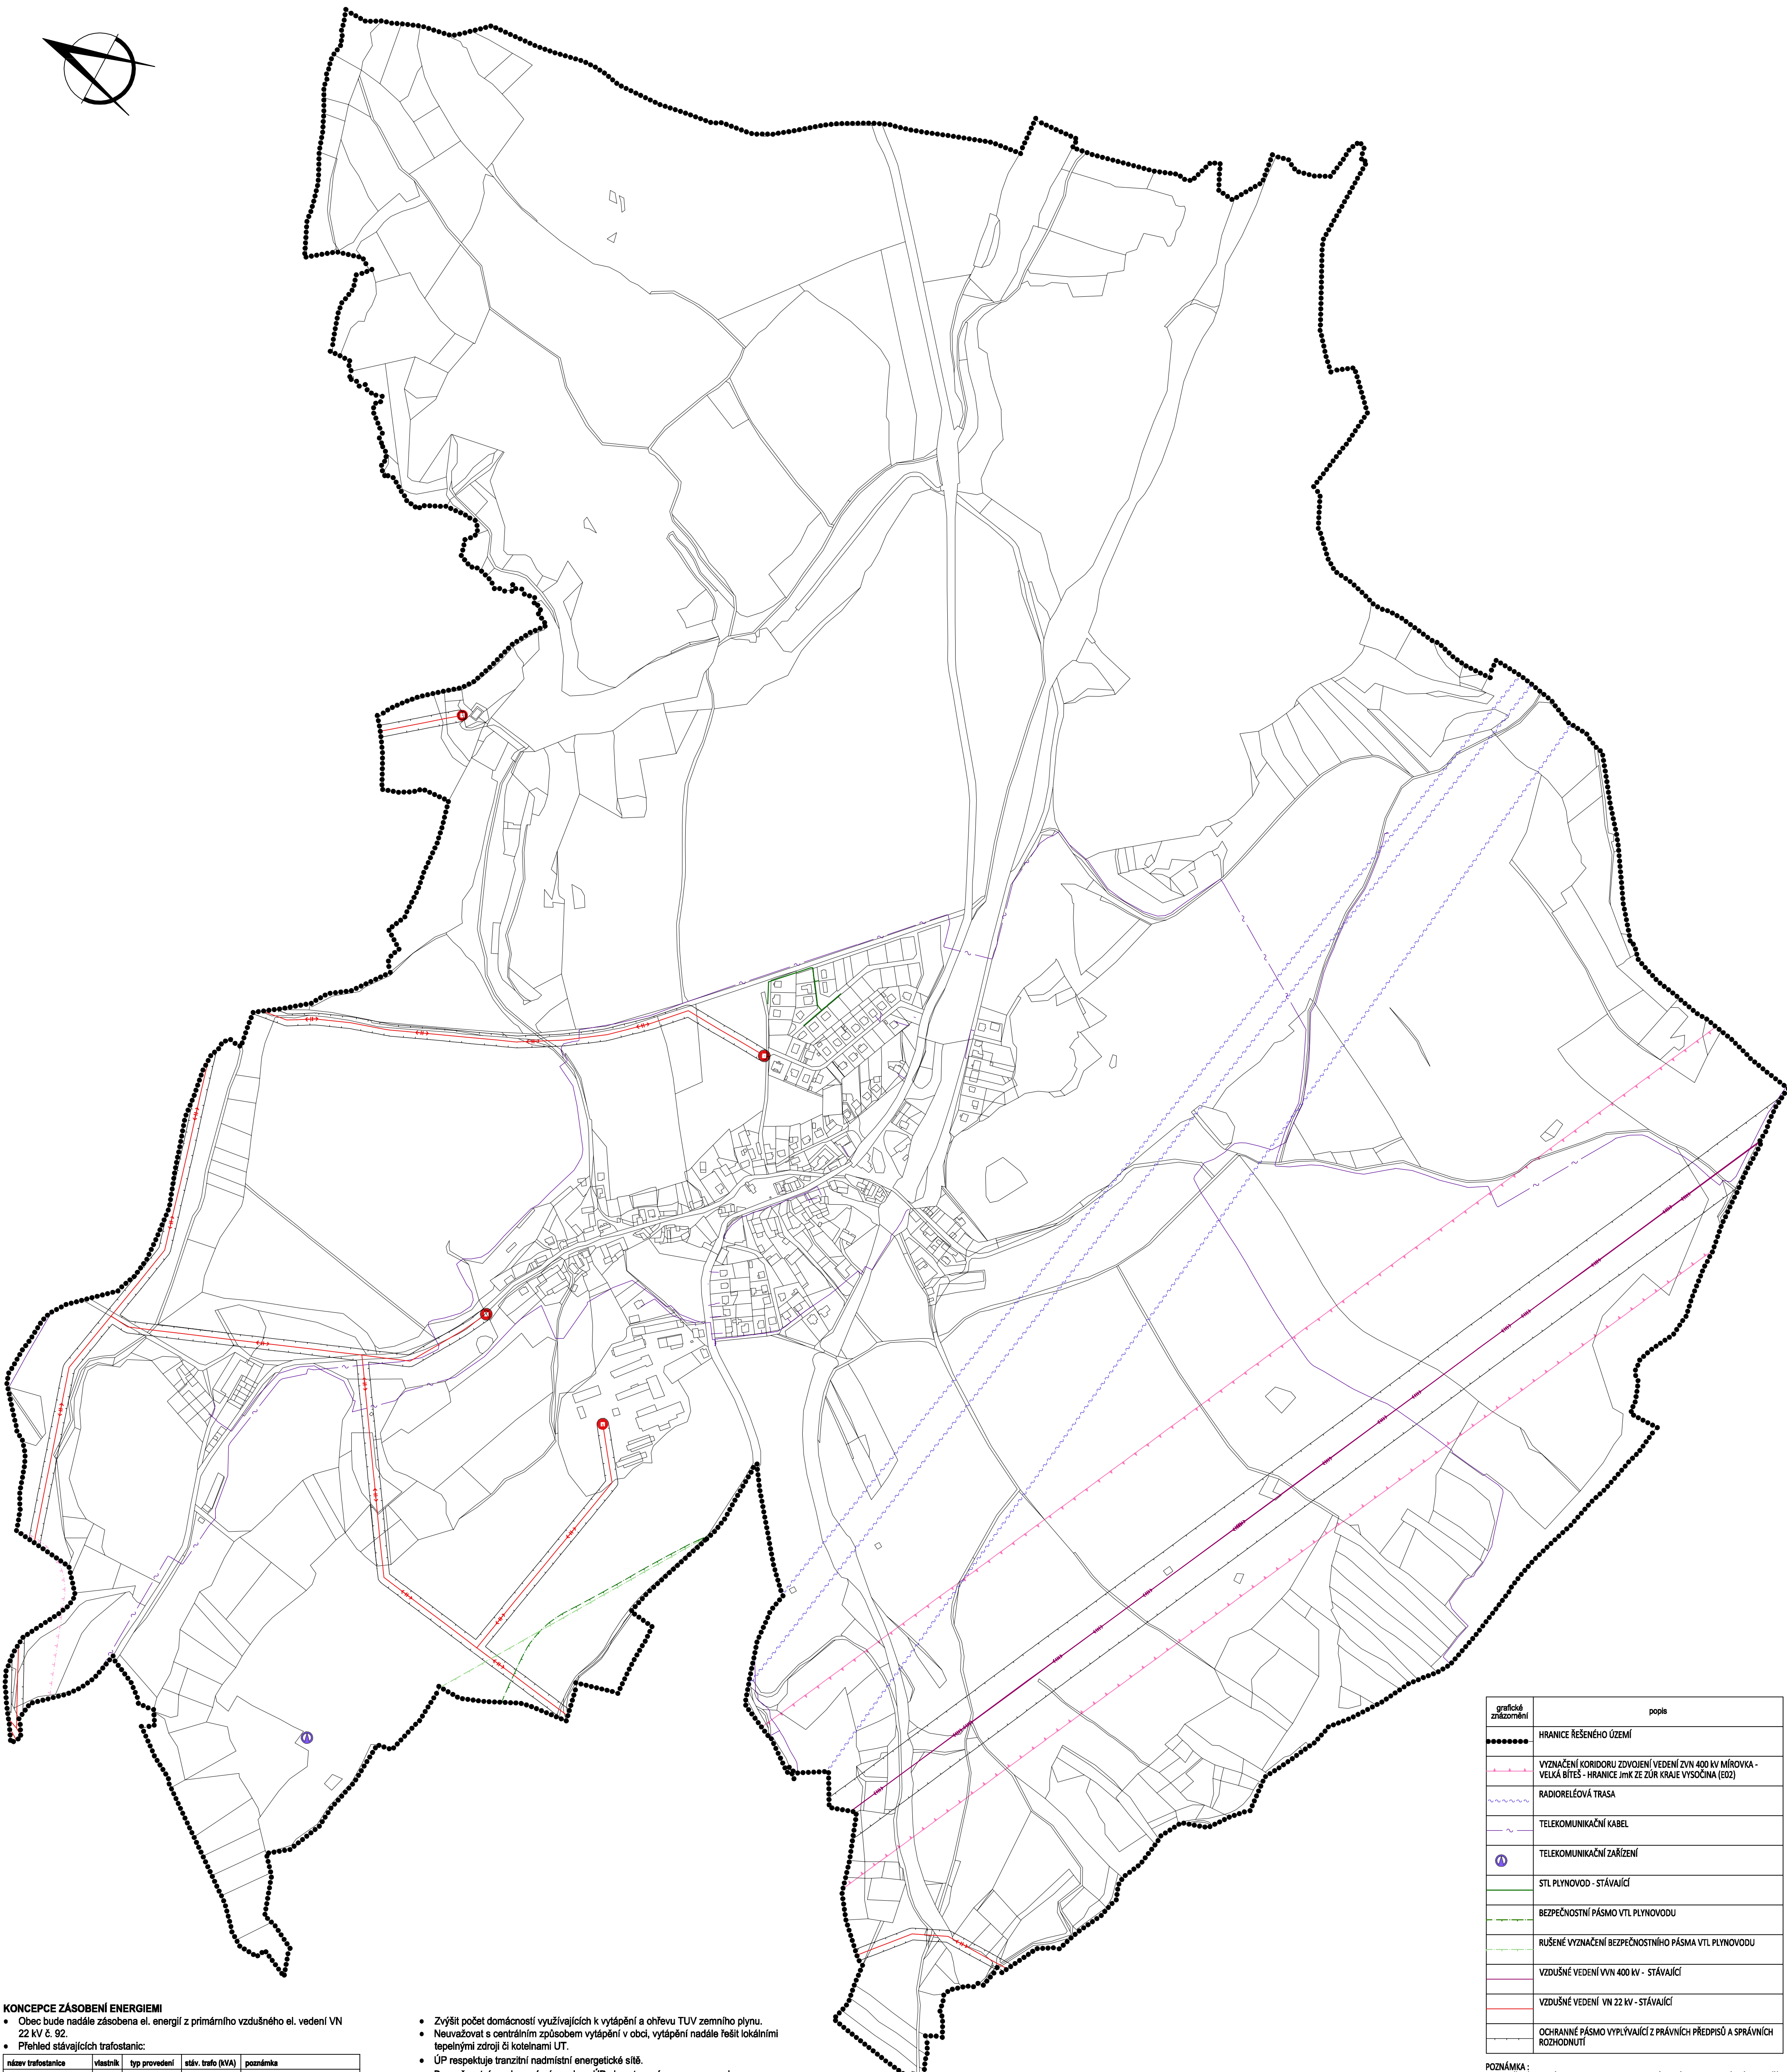 KONCEPCE ZÁSOBENÍ ENERGIEMI
• Obec bude nadále zásobena el. energií z primárního vzdušného el. vedení VN
22 kV č. 92.
• Přehled stávajících trafostanic:
název trafostanice vlastník typ provedení stáv. trafo (kVA) poznámka
• Zvýšit počet domácností využívajících k vytápění a ohřevu TUV zemního plynu.
• Neuvažovat s centrálním způsobem vytápění v obci, vytápění nadále řešit lokálními
tepelnými zdroji či kotelnami UT.
• ÚP respektuje tranzitní nadmístní energetické sítě.
grafické
znázornění
popis
HRANICE ŘEŠENÉHO ÚZEMÍ
VYZNAČENÍ KORIDORU ZDVOJENÍ VEDENÍ ZVN 400 kV MÍROVKA -
VELKÁ BÍTEŠ - HRANICE JmK ZE ZÚR KRAJE VYSOČINA (E02)
RADIORELÉOVÁ TRASA
TELEKOMUNIKAČNÍ KABEL
TELEKOMUNIKAČNÍ ZAŘÍZENÍ
STL PLYNOVOD - STÁVAJÍCÍ
BEZPEČNOSTNÍ PÁSMO VTL PLYNOVODU
RUŠENÉ VYZNAČENÍ BEZPEČNOSTNÍHO PÁSMA VTL PLYNOVODU
VZDUŠNÉ VEDENÍ VVN 400 kV - STÁVAJÍCÍ
VZDUŠNÉ VEDENÍ VN 22 kV - STÁVAJÍCÍ
OCHRANNÉ PÁSMO VYPLÝVAJÍCÍ Z PRÁVNÍCH PŘEDPISŮ A SPRÁVNÍCH
ROZHODNUTÍ
POZNÁMKA :